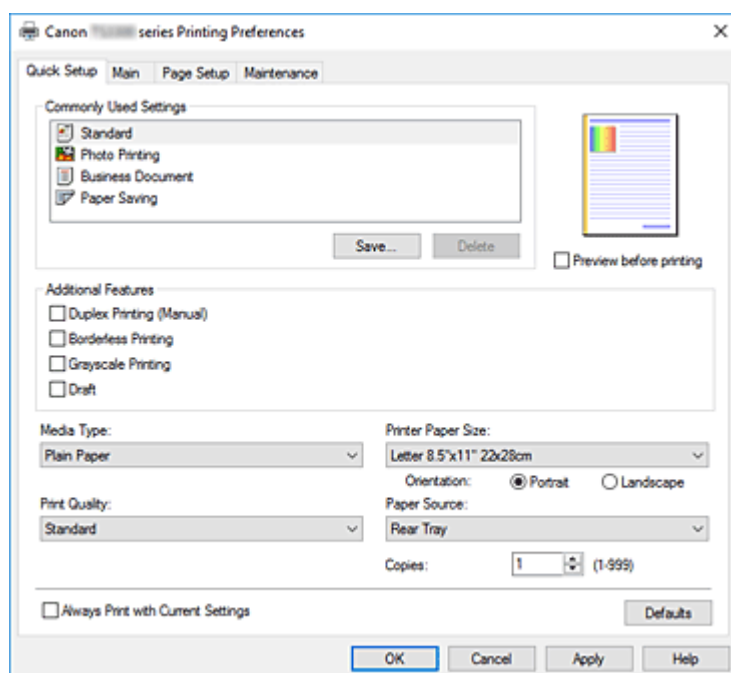 Canon series Printing Preferences
Quick Setup Main Page Setup Maintenance
Commonly Used Settings
Standard
Photo Printing
Business Document
Paper Saving
Save... Delete
Preview before printing
Additional Features
Duplex Printing (Manual)
Borderless Printing
Grayscale Printing
Draft
Media Type: Printer Paper Size:
Plain Paper Letter 8.5"x11" 22x28cm
Orientation: Portrait Landscape
Print Quality: Paper Source:
Standard Rear Tray
Copies: 1 (1-999)
Always Print with Current Settings Defaults
OK Cancel Apply Help